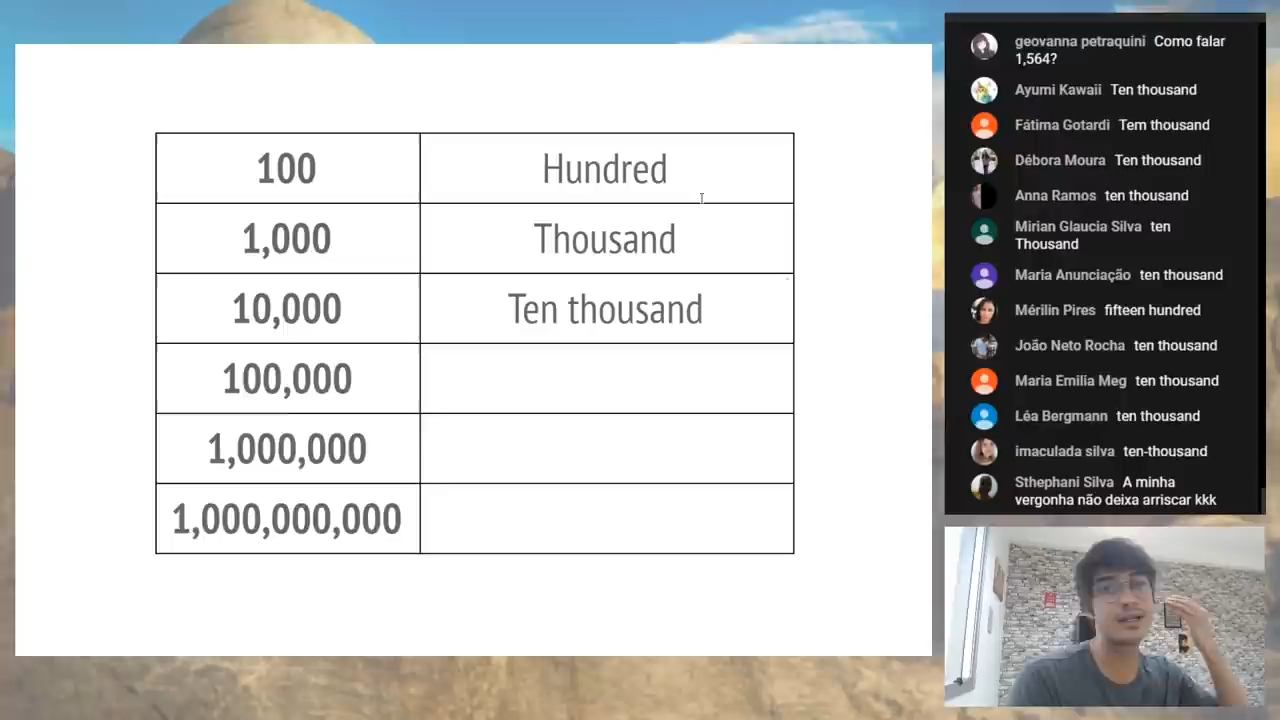 100 Hundred
1,000 Thousand
10,000 Ten thousand
100,000
1,000,000
1,000,000,000
geovanna petraquini Como falar
1,564?
Ayumi Kawaii Ten thousand
Fátima Gotardi Tem thousand
Débora Moura Ten thousand
Anna Ramos ten thousand
Mirian Glaucia Silva ten
Thousand
Maria Anunciação ten thousand
Mérilin Pires fifteen hundred
João Neto Rocha ten thousand
Maria Emilia Meg ten thousand
Léa Bergmann ten thousand
imaculada silva ten-thousand
Sthephani Silva A minha
vergonha não deixa arriscar kkk